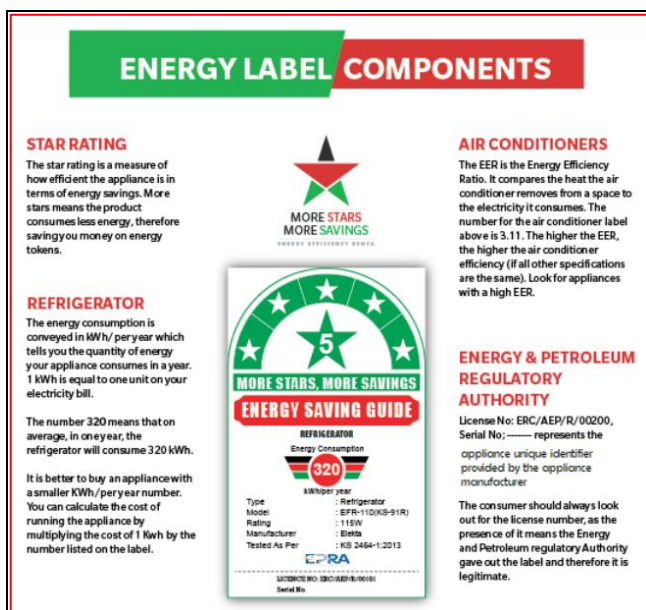 ENERGY LABEL COMPONENTS
STAR RATING
The star rating is a measure of
how efficient the appliance is in
terms of energy savings. More
stars means the product
consumes less energy, therefore
saving you money on energy
tokens.
REFRIGERATOR
The energy consumption is
conveyed in kWh/ per year which
tells you the quantity of energy
your appliance consumes in a year.
1 kWh is equal to one unit on your
electricity bill.
The number 320 means that on
average, in one year, the
refrigerator will consume 320 kWh.
It is better to buy an appliance with
a smaller KWh/per year number.
You can calculate the cost of
running the appliance by
multiplying the cost of 1 Kwh by the
number listed on the label.
MORE STARS
MORE SAVINGS
ENERGY EFFICIENCY KENYA
5
MORE STARS, MORE SAVINGS
ENERGY SAVING GUIDE
REFRIGERATOR
Energy Consumption
320
kWh/per year
Type : Refrigerator
Model : EFR-110(KS-91R)
Rating : 115W
Manufacturer : Elekta
Tested As Per : KS 2464-1:2013
EPRA
LICENCE NO: ERC/AEP/R/00181
Serial No.
AIR CONDITIONERS
The EER is the Energy Efficiency
Ratio. It compares the heat the air
conditioner removes from a space to
the electricity it consumes. The
number for the air conditioner label
above is 3.11. The higher the EER,
the higher the air conditioner
efficiency (if all other specifications
are the same). Look for appliances
with a high EER.
ENERGY & PETROLEUM
REGULATORY
AUTHORITY
License No: ERC/AEP/R/00200,
Serial No; ------- represents the
appliance unique identifier
provided by the appliance
manufacturer
The consumer should always look
out for the license number, as the
presence of it means the Energy
and Petroleum regulatory Authority
gave out the label and therefore it is
legitimate.